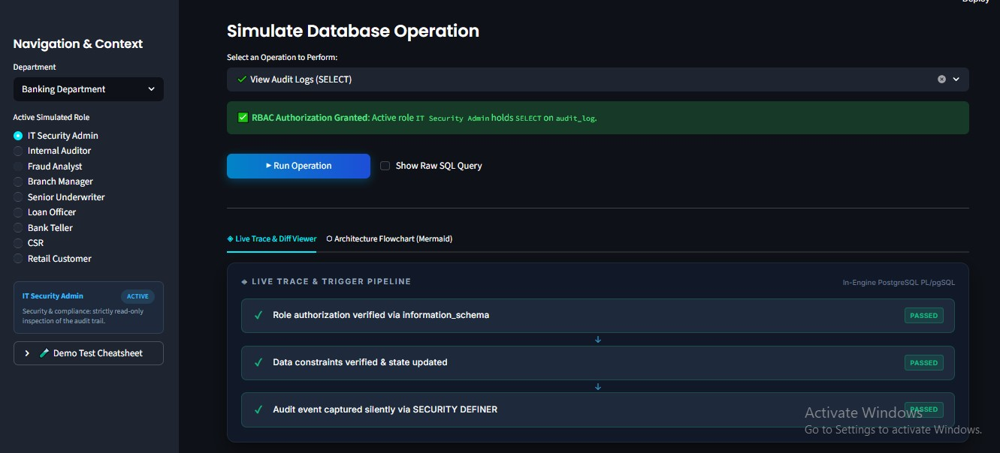 Deploy
Navigation & Context
Department
Banking Department
Active Simulated Role
IT Security Admin
Internal Auditor
Fraud Analyst
Branch Manager
Senior Underwriter
Loan Officer
Bank Teller
CSR
Retail Customer
IT Security Admin ACTIVE
Security & compliance: strictly read-only
inspection of the audit trail.
Demo Test Cheatsheet
Simulate Database Operation
Select an Operation to Perform:
View Audit Logs (SELECT)
RBAC Authorization Granted: Active role IT Security Admin holds SELECT on audit_log.
Run Operation Show Raw SQL Query
Live Trace & Diff Viewer Architecture Flowchart (Mermaid)
LIVE TRACE & TRIGGER PIPELINE In-Engine PostgreSQL PL/pgSQL
Role authorization verified via information_schema PASSED
Data constraints verified & state updated PASSED
Audit event captured silently via SECURITY DEFINER PASSED
Activate Windows
Go to Settings to activate Windows.